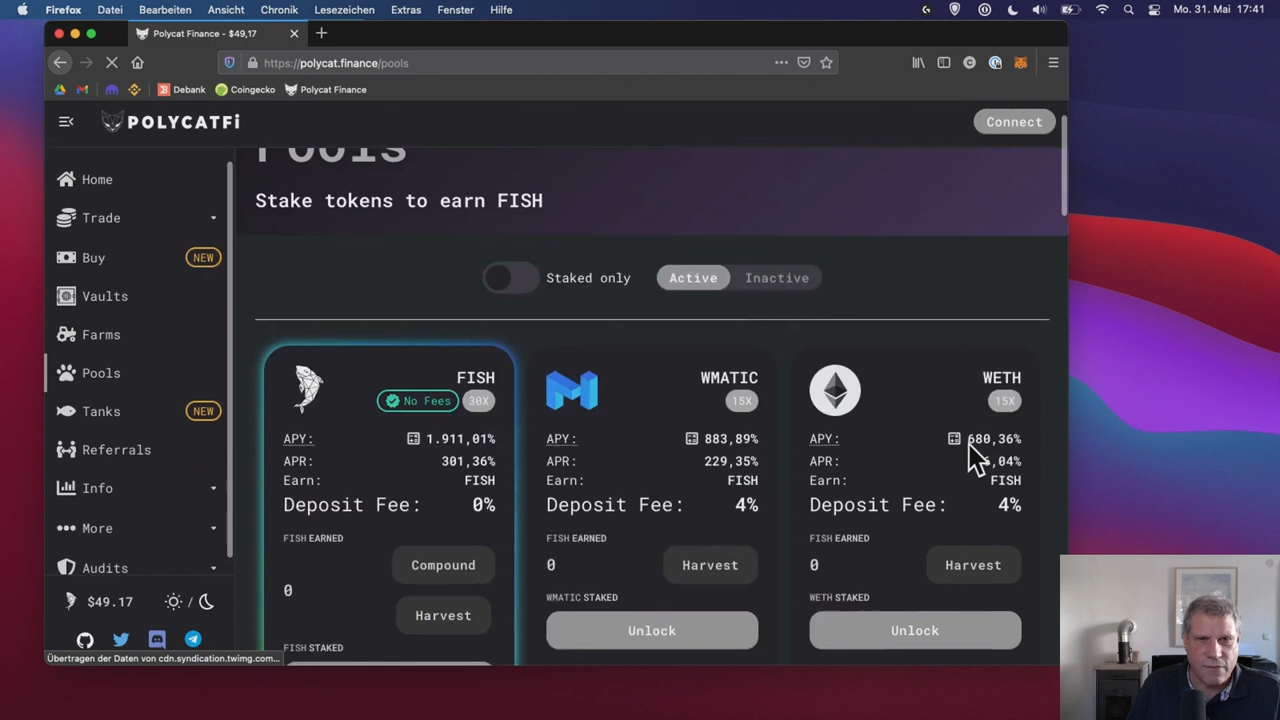 Firefox Datei Bearbeiten Ansicht Chronik Lesezeichen Extras Fenster Hilfe Mo. 31. Mai 17:41
Polycat Finance - $49,17
https://polycat.finance/pools
Debank Coingecko Polycat Finance
POLYCATFi Connect
Home
Trade
Buy NEW
Vaults
Farms
Pools
Tanks NEW
Referrals
Info
More
Audits
$49.17 /
Übertragen der Daten von cdn.syndication.twimg.com...
Pools
Stake tokens to earn FISH
Staked only Active Inactive
FISH
No Fees 30X
APY: 1.911,01%
APR: 301,36%
Earn: FISH
Deposit Fee: 0%
FISH EARNED
Compound
0
Harvest
FISH STAKED
WMATIC
15X
APY: 883,89%
APR: 229,35%
Earn: FISH
Deposit Fee: 4%
FISH EARNED
0 Harvest
WMATIC STAKED
Unlock
WETH
15X
APY: 680,36%
APR: ,04%
Earn: FISH
Deposit Fee: 4%
FISH EARNED
0 Harvest
WETH STAKED
Unlock